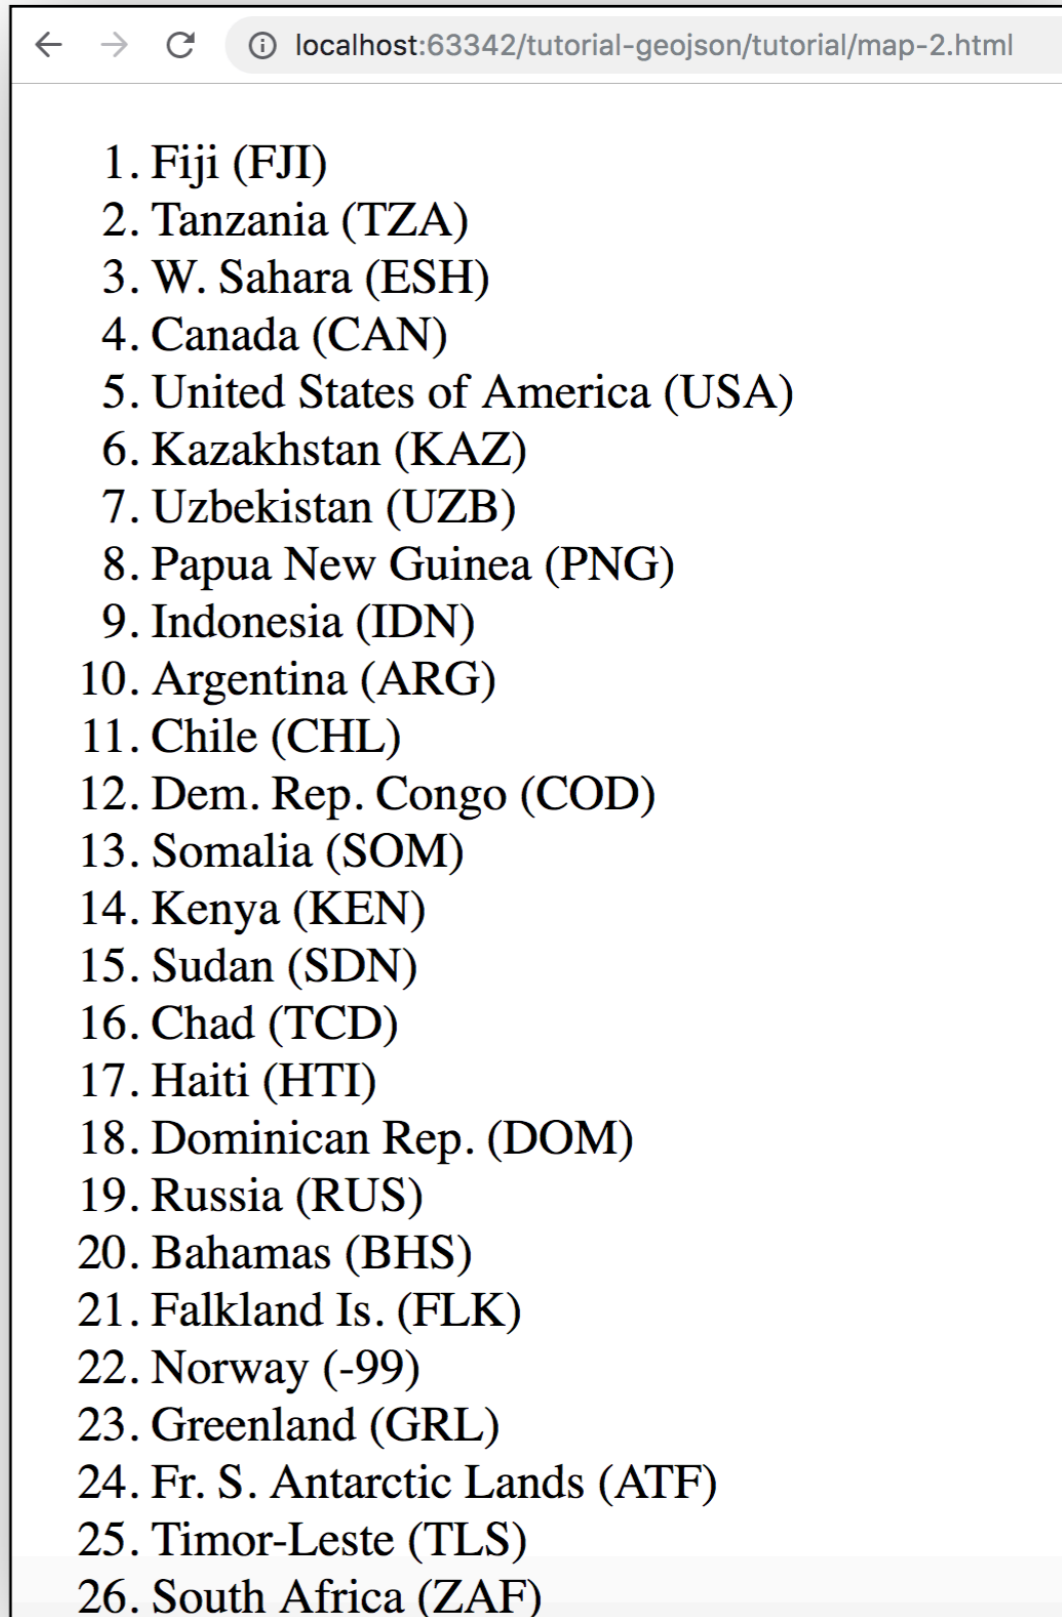 localhost:63342/tutorial-geojson/tutorial/map-2.html
1. Fiji (FJI)
2. Tanzania (TZA)
3. W. Sahara (ESH)
4. Canada (CAN)
5. United States of America (USA)
6. Kazakhstan (KAZ)
7. Uzbekistan (UZB)
8. Papua New Guinea (PNG)
9. Indonesia (IDN)
10. Argentina (ARG)
11. Chile (CHL)
12. Dem. Rep. Congo (COD)
13. Somalia (SOM)
14. Kenya (KEN)
15. Sudan (SDN)
16. Chad (TCD)
17. Haiti (HTI)
18. Dominican Rep. (DOM)
19. Russia (RUS)
20. Bahamas (BHS)
21. Falkland Is. (FLK)
22. Norway (-99)
23. Greenland (GRL)
24. Fr. S. Antarctic Lands (ATF)
25. Timor-Leste (TLS)
26. South Africa (ZAF)